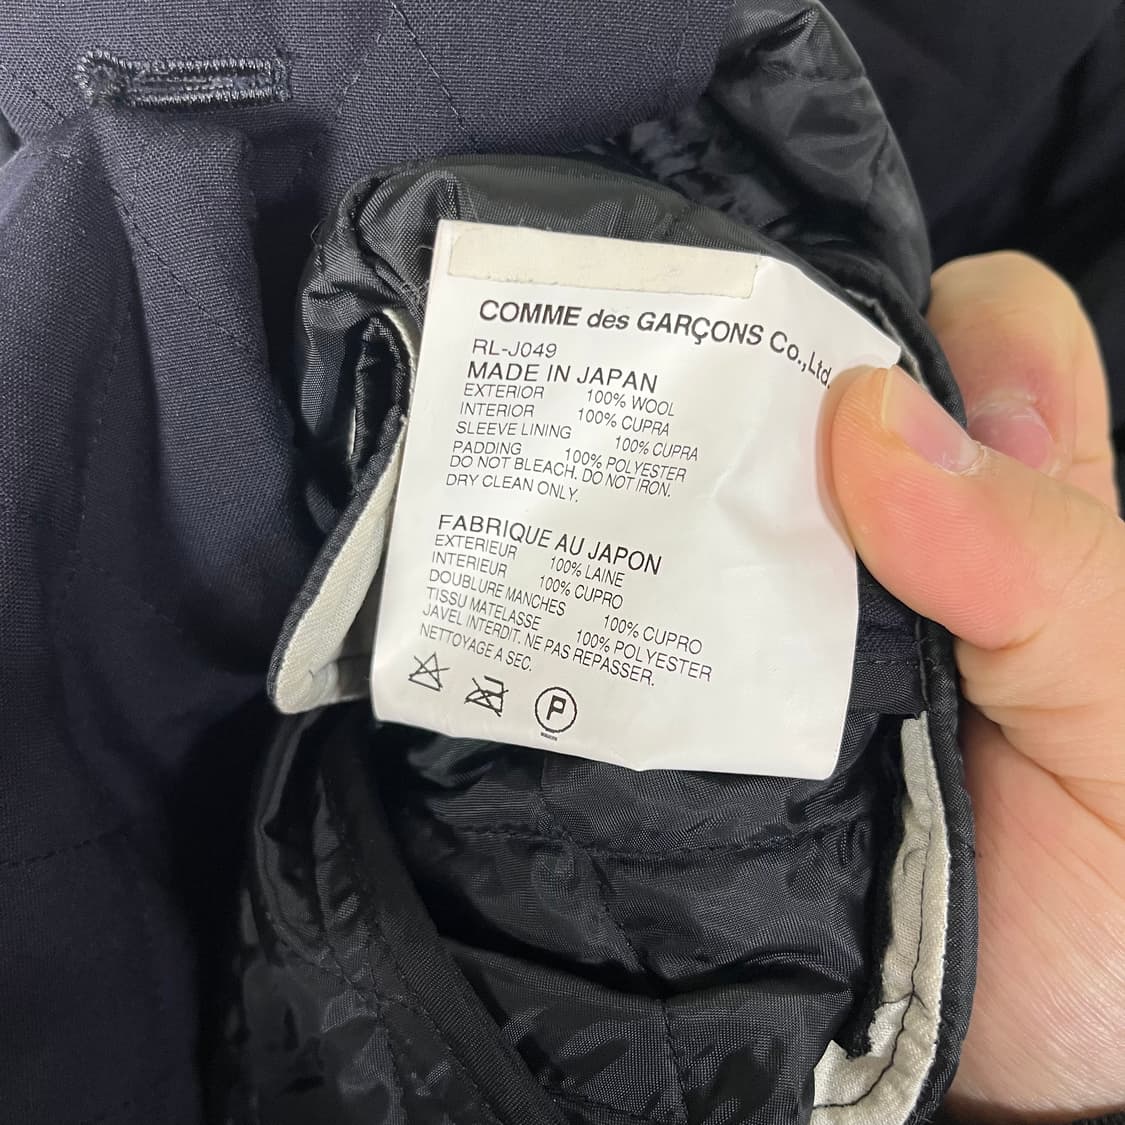 COMME des GARÇONS Co.,Ltd.
RL-J049
MADE IN JAPAN
EXTERIOR 100% WOOL
INTERIOR 100% CUPRA
SLEEVE LINING 100% CUPRA
PADDING 100% POLYESTER
DO NOT BLEACH. DO NOT IRON.
DRY CLEAN ONLY.
FABRIQUE AU JAPON
EXTERIEUR 100% LAINE
INTERIEUR 100% CUPRO
DOUBLURE MANCHES 100% CUPRO
TISSU MATELASSE 100% POLYESTER
JAVEL INTERDIT. NE PAS REPASSER.
NETTOYAGE A SEC.
P